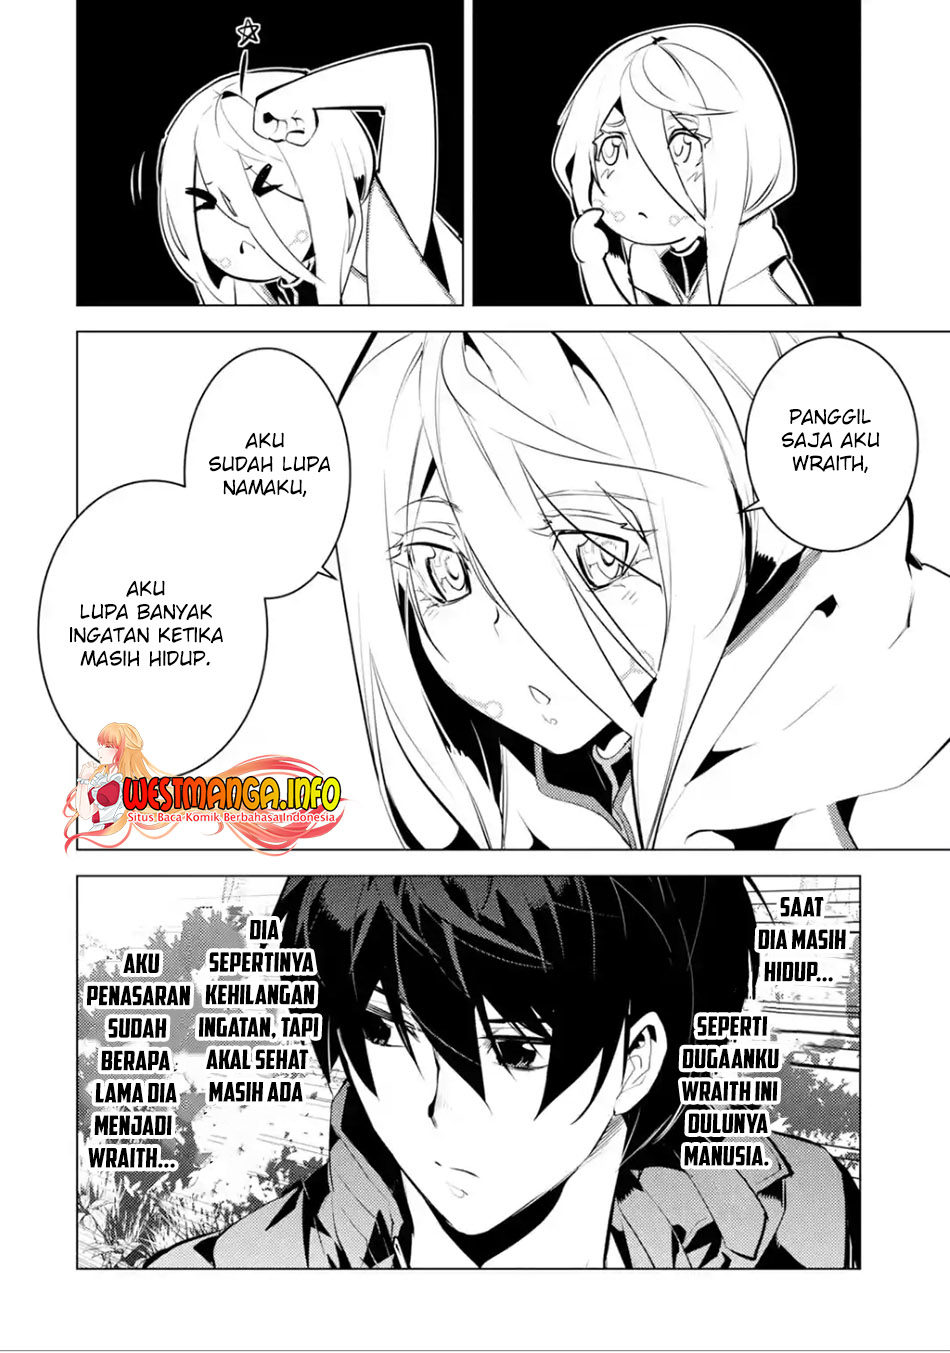 PANGGIL
SAJA AKU
WRAITH,
AKU
SUDAH LUPA
NAMAKU,
AKU
LUPA BANYAK
INGATAN KETIKA
MASIH HIDUP.
WESTMANGA.INFO
Situs Baca Komik Berbahasa Indonesia
SAAT
DIA MASIH
HIDUP...
SEPERTI
DUGAANKU
WRAITH INI
DULUNYA
MANUSIA.
DIA
SEPERTINYA
KEHILANGAN
INGATAN, TAPI
AKAL SEHAT
MASIH ADA
AKU
PENASARAN
SUDAH
BERAPA
LAMA DIA
MENJADI
WRAITH...